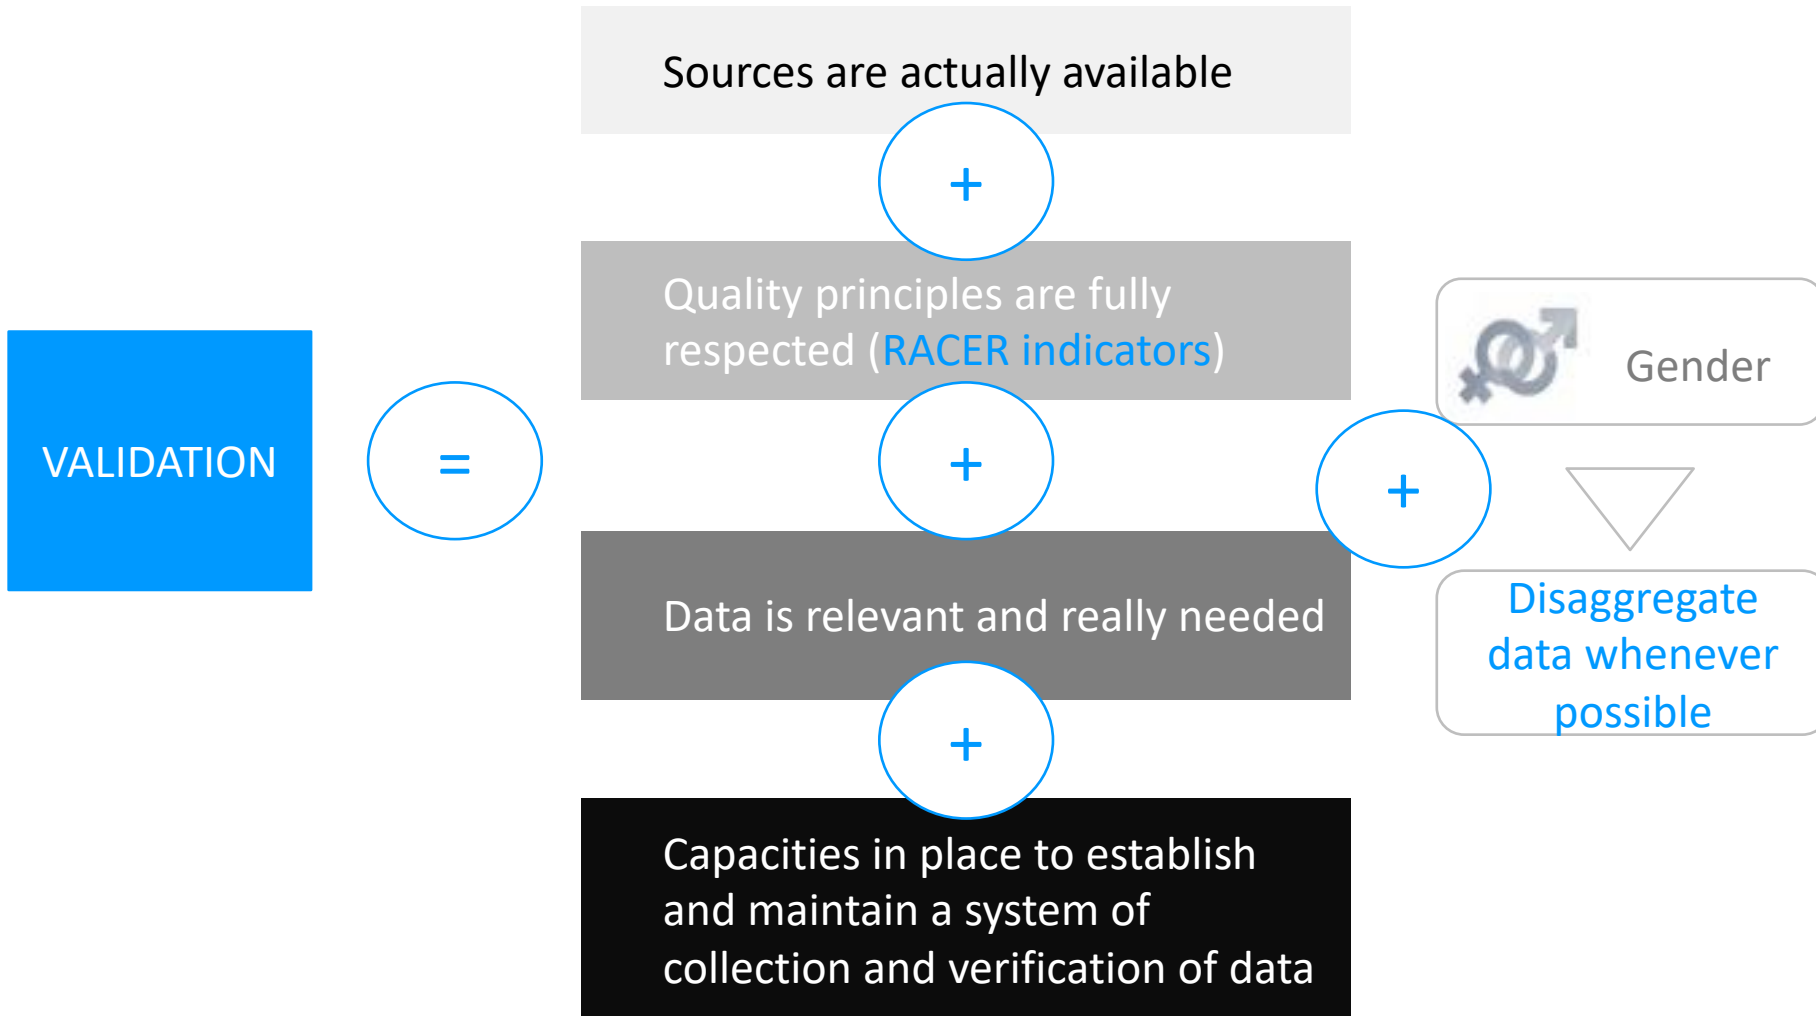 VALIDATION
=
Sources are actually available
+
Quality principles are fully
respected (RACER indicators)
+
Data is relevant and really needed
+
Capacities in place to establish
and maintain a system of
collection and verification of data
+
Gender
Disaggregate
data whenever
possible